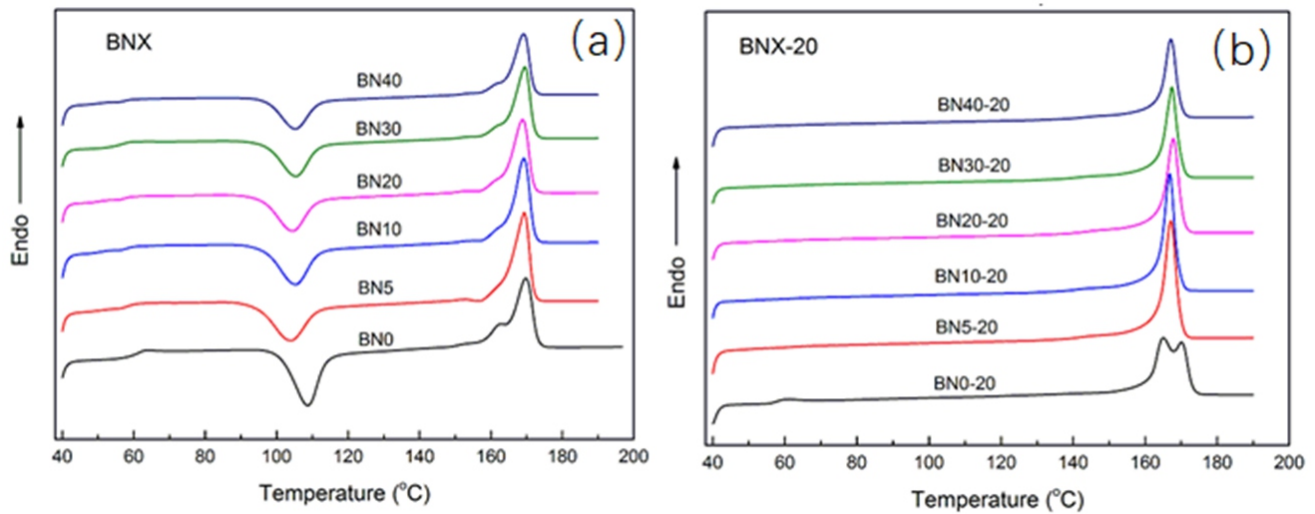 BNX
(a)
BN40
BN30
BN20
BN10
BN5
BN0
Endo
40 60 80 100 120 140 160 180 200
Temperature (°C)
BNX-20
(b)
BN40-20
BN30-20
BN20-20
BN10-20
BN5-20
BN0-20
Endo
40 60 80 100 120 140 160 180 200
Temperature (°C)